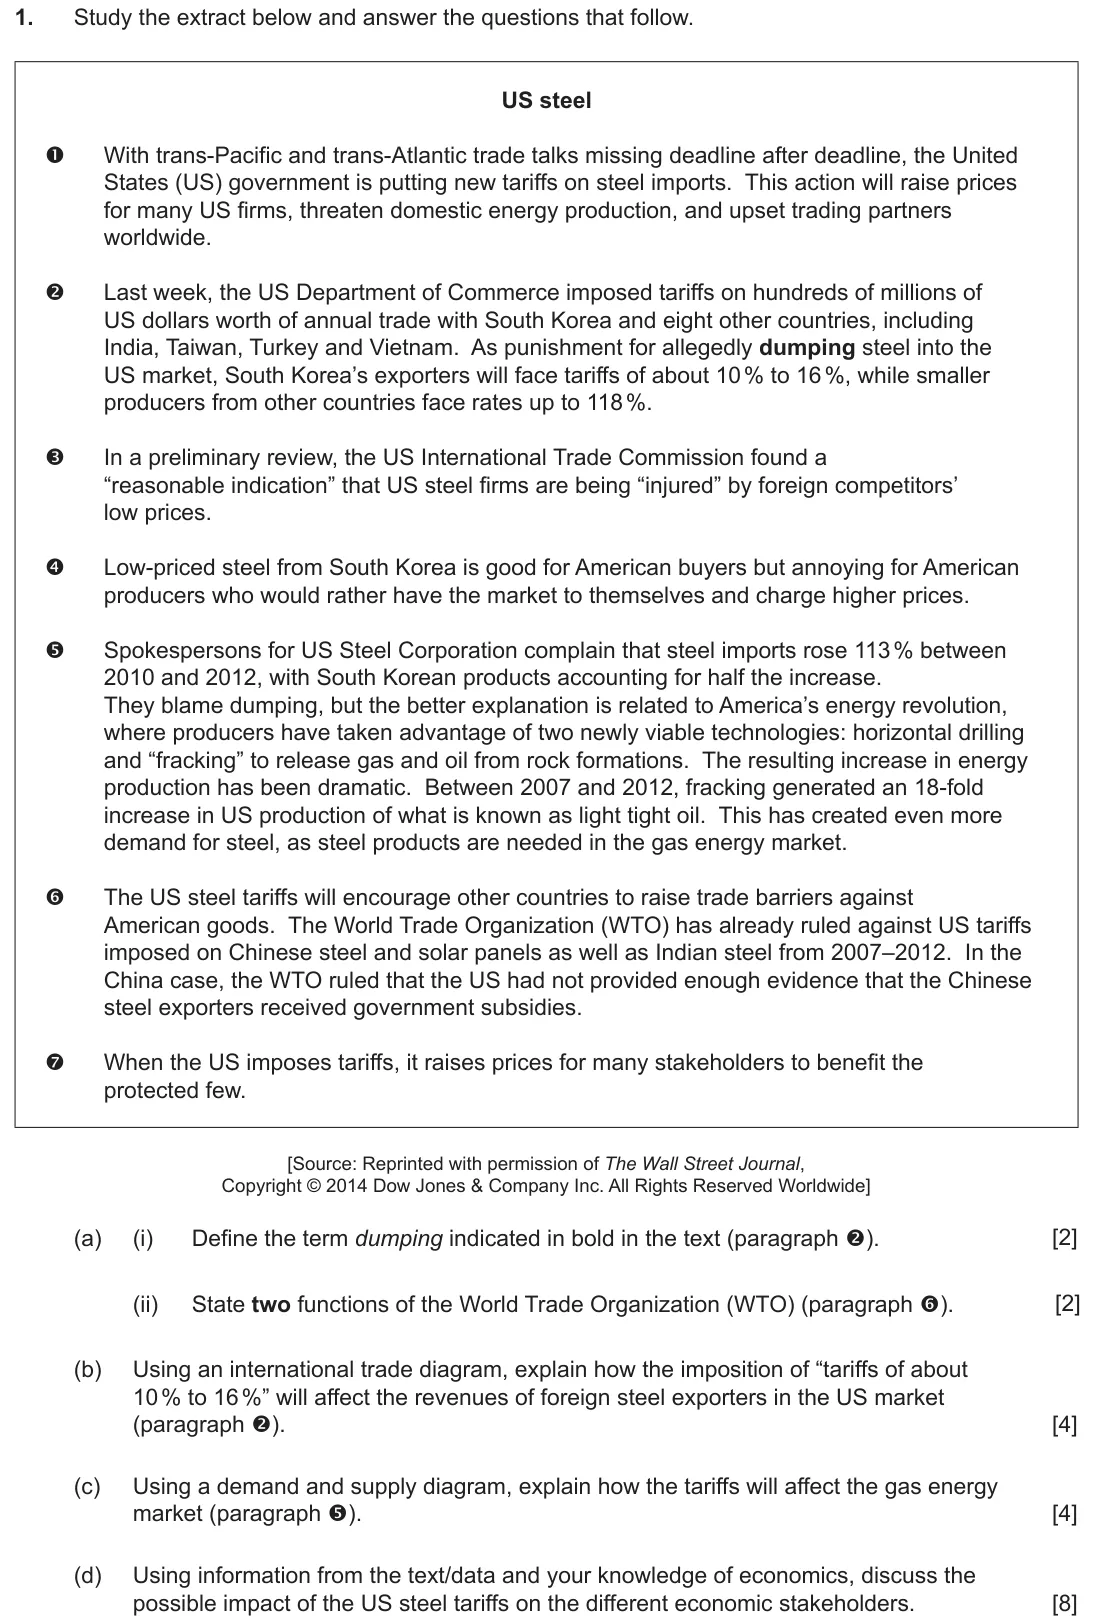 1. Study the extract below and answer the questions that follow.
US steel
❶ With trans-Pacific and trans-Atlantic trade talks missing deadline after deadline, the United
States (US) government is putting new tariffs on steel imports. This action will raise prices
for many US firms, threaten domestic energy production, and upset trading partners
worldwide.
❷ Last week, the US Department of Commerce imposed tariffs on hundreds of millions of
US dollars worth of annual trade with South Korea and eight other countries, including
India, Taiwan, Turkey and Vietnam. As punishment for allegedly dumping steel into the
US market, South Korea's exporters will face tariffs of about 10% to 16%, while smaller
producers from other countries face rates up to 118%.
❸ In a preliminary review, the US International Trade Commission found a
“reasonable indication” that US steel firms are being “injured” by foreign competitors’
low prices.
❹ Low-priced steel from South Korea is good for American buyers but annoying for American
producers who would rather have the market to themselves and charge higher prices.
❺ Spokespersons for US Steel Corporation complain that steel imports rose 113% between
2010 and 2012, with South Korean products accounting for half the increase.
They blame dumping, but the better explanation is related to America’s energy revolution,
where producers have taken advantage of two newly viable technologies: horizontal drilling
and “fracking” to release gas and oil from rock formations. The resulting increase in energy
production has been dramatic. Between 2007 and 2012, fracking generated an 18-fold
increase in US production of what is known as light tight oil. This has created even more
demand for steel, as steel products are needed in the gas energy market.
❻ The US steel tariffs will encourage other countries to raise trade barriers against
American goods. The World Trade Organization (WTO) has already ruled against US tariffs
imposed on Chinese steel and solar panels as well as Indian steel from 2007–2012. In the
China case, the WTO ruled that the US had not provided enough evidence that the Chinese
steel exporters received government subsidies.
❼ When the US imposes tariffs, it raises prices for many stakeholders to benefit the
protected few.
[Source: Reprinted with permission of The Wall Street Journal,
Copyright © 2014 Dow Jones & Company Inc. All Rights Reserved Worldwide]
(a) (i) Define the term dumping indicated in bold in the text (paragraph ❷). [2]
(ii) State two functions of the World Trade Organization (WTO) (paragraph ❻). [2]
(b) Using an international trade diagram, explain how the imposition of “tariffs of about
10% to 16%” will affect the revenues of foreign steel exporters in the US market
(paragraph ❷). [4]
(c) Using a demand and supply diagram, explain how the tariffs will affect the gas energy
market (paragraph ❺). [4]
(d) Using information from the text/data and your knowledge of economics, discuss the
possible impact of the US steel tariffs on the different economic stakeholders. [8]